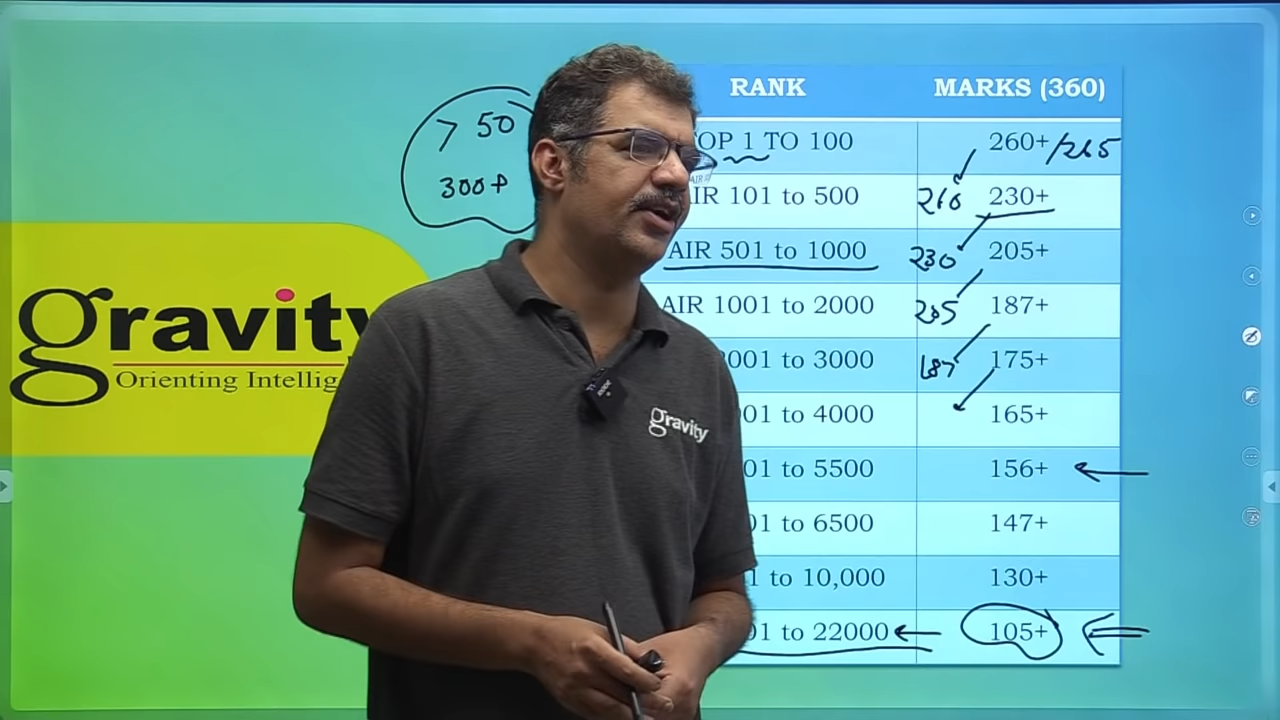 > 50
300+
RANK MARKS (360)
OP 1 TO 100 260+ /265
AIR
IR 101 to 500 260 230+
AIR 501 to 1000 230 205+
AIR 1001 to 2000 205 187+
001 to 3000 187 175+
01 to 4000 165+
01 to 5500 156+
01 to 6500 147+
1 to 10,000 130+
01 to 22000 105+
gravity
Orienting Intellig
gravity